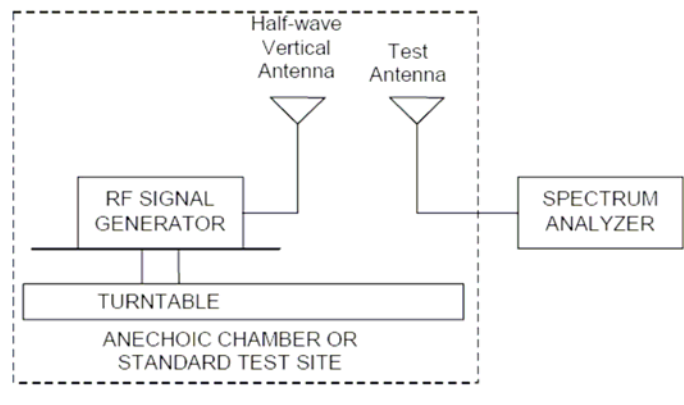 Half-wave
Vertical
Antenna
Test
Antenna
RF SIGNAL
GENERATOR
SPECTRUM
ANALYZER
TURNTABLE
ANECHOIC CHAMBER OR
STANDARD TEST SITE